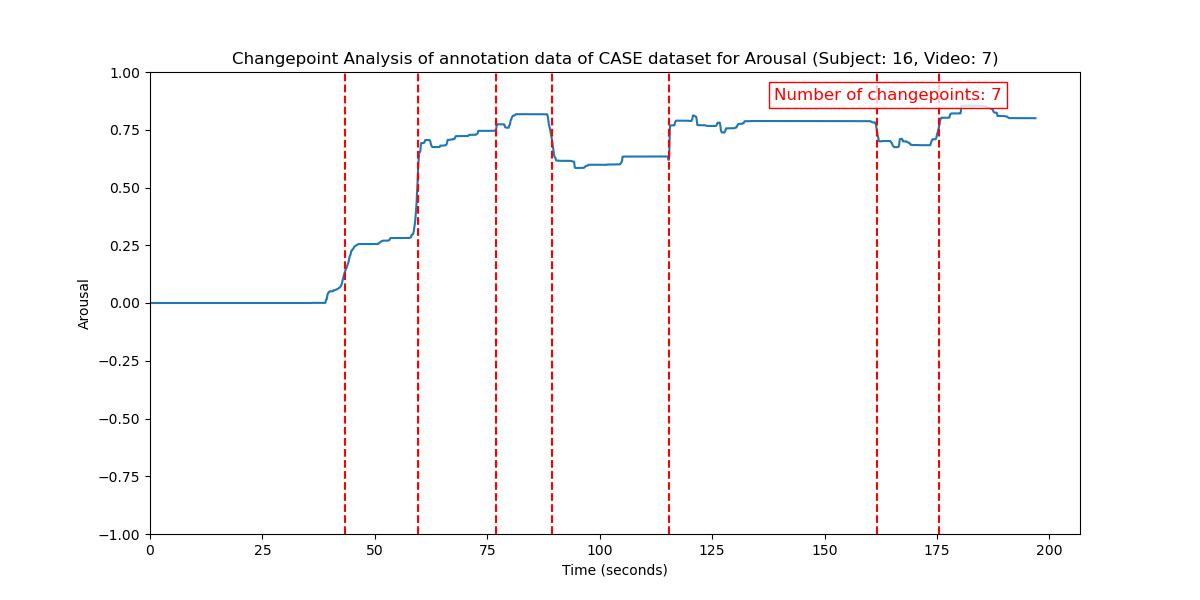 Changepoint Analysis of annotation data of CASE dataset for Arousal (Subject: 16, Video: 7)
Number of changepoints: 7
1.00
0.75
0.50
0.25
0.00
−0.25
−0.50
−0.75
−1.00
Arousal
0 25 50 75 100 125 150 175 200
Time (seconds)